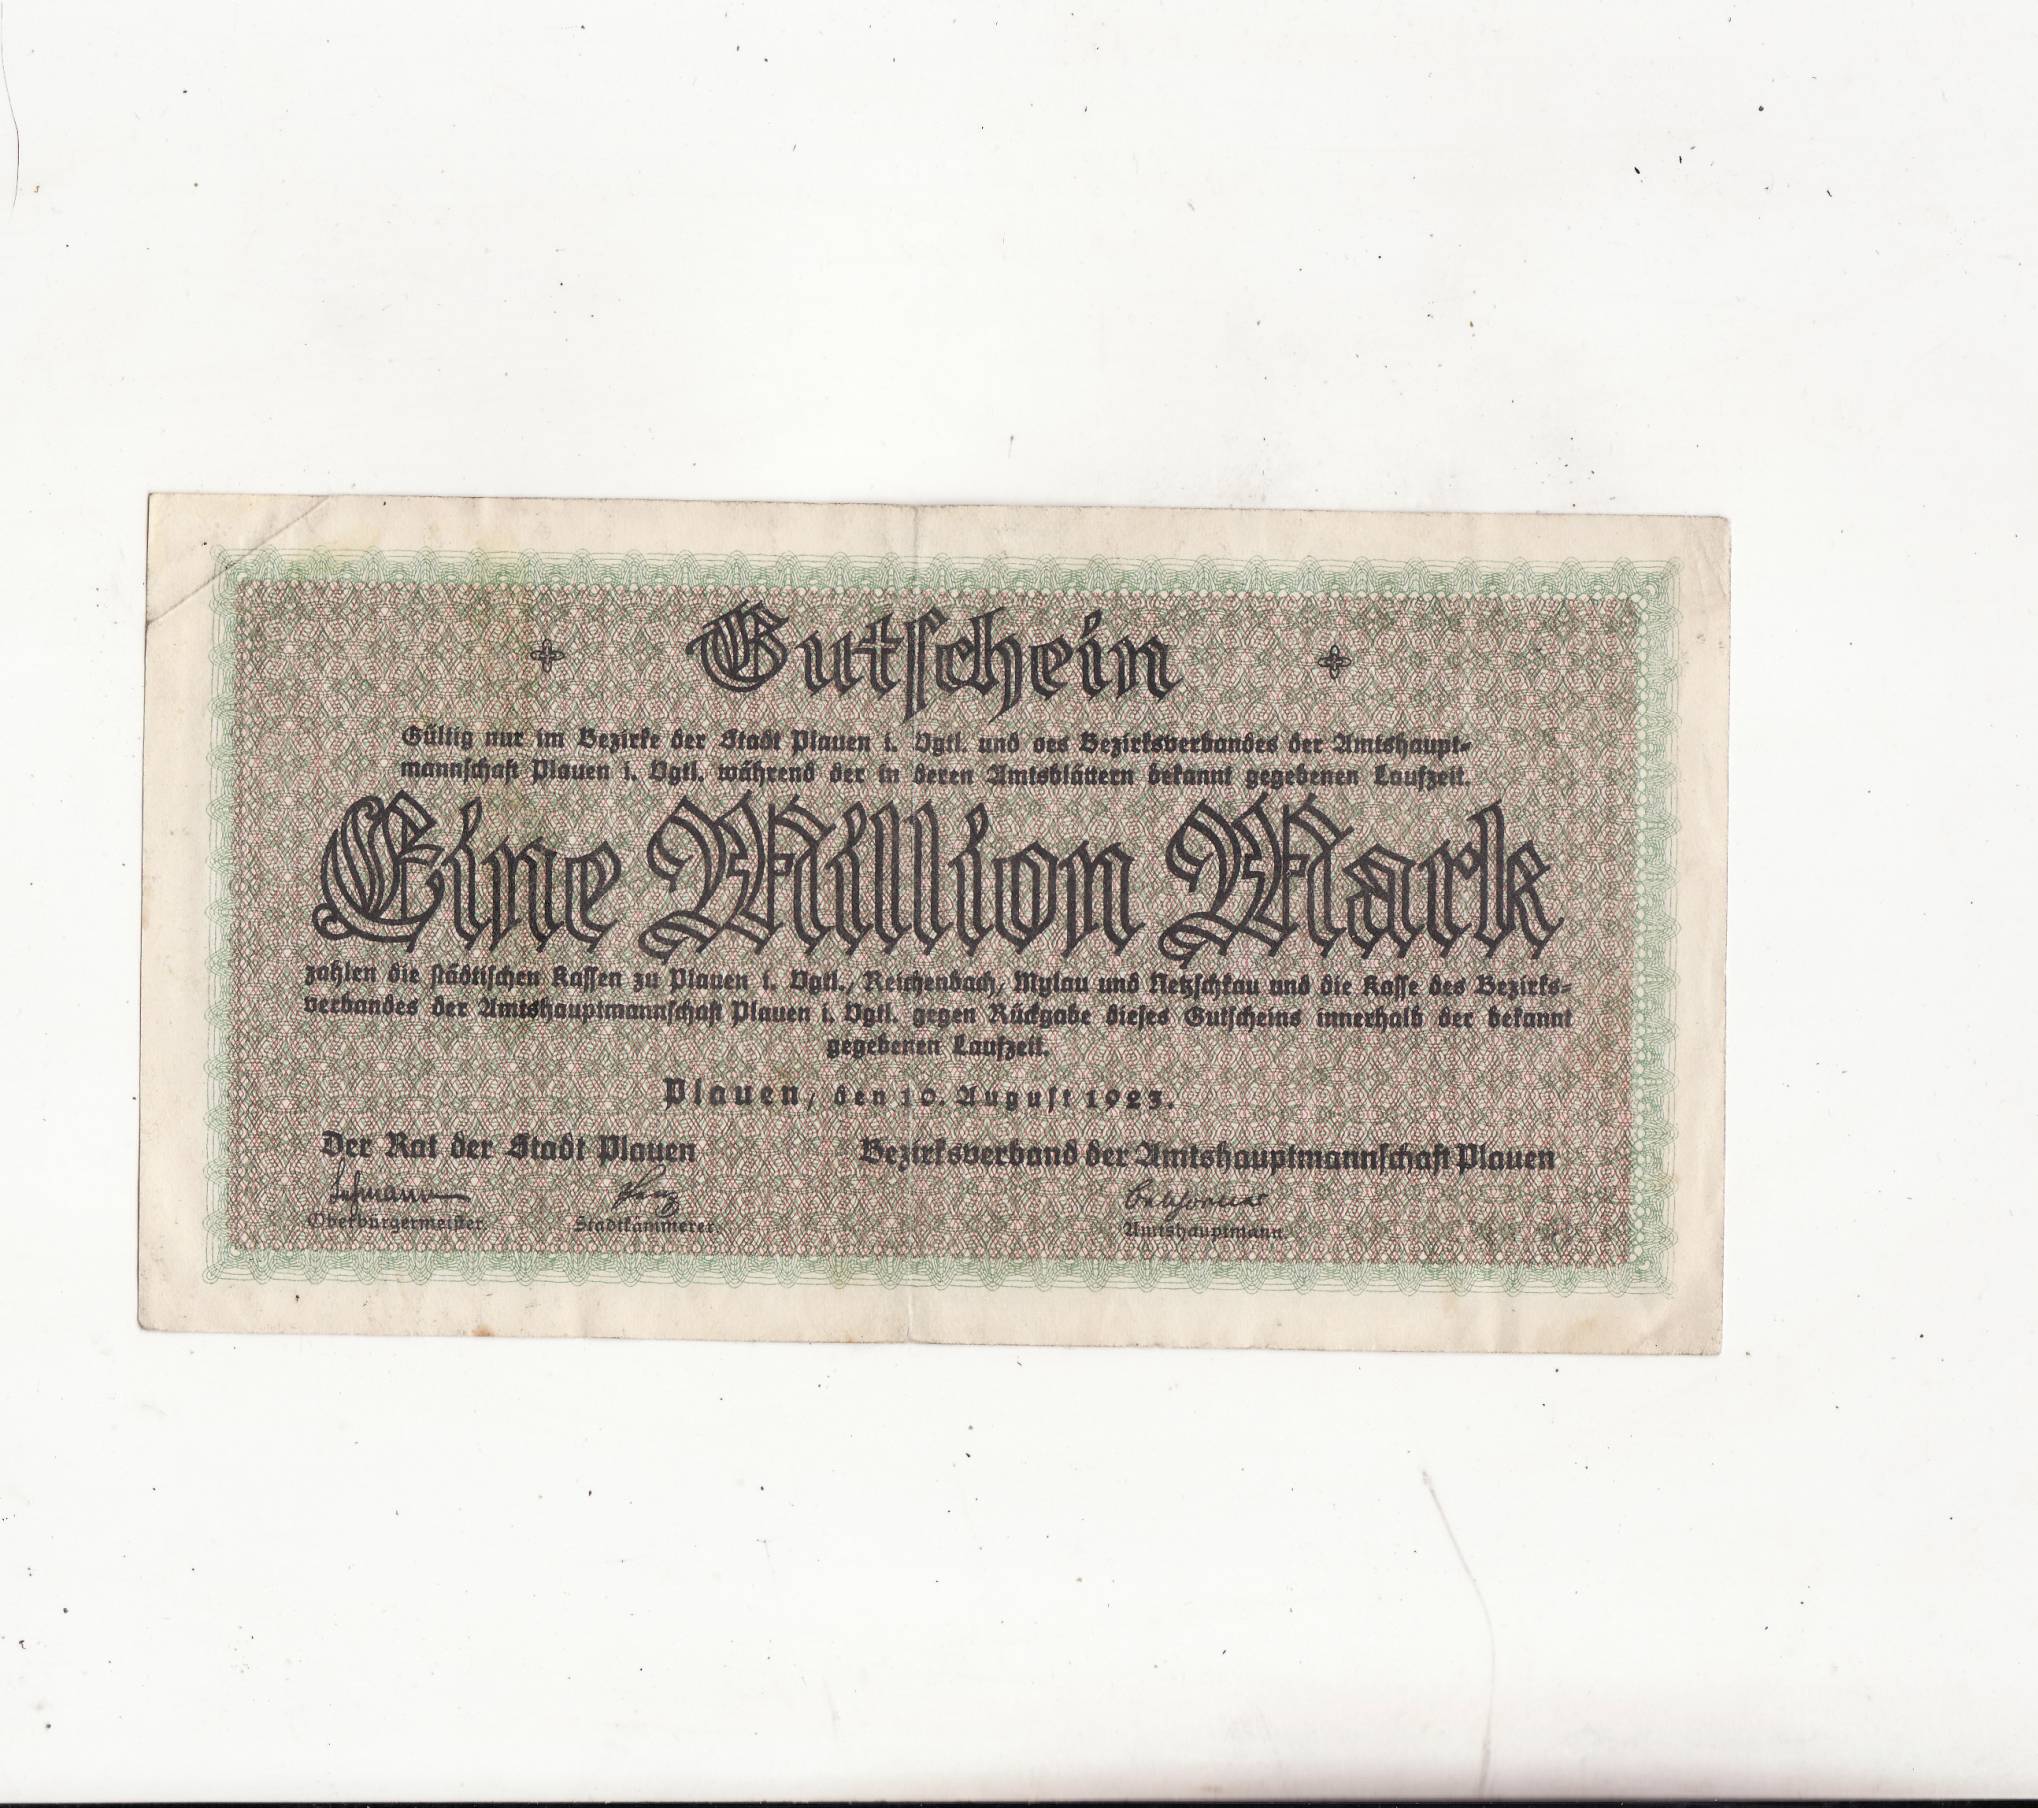 Gutschein
Gültig nur im Bezirke der Stadt Plauen i. Vgtl. und des Bezirksverbandes der Amtshaupt-
mannschaft Plauen i. Vgtl. während der in deren Amtsblättern bekannt gegebenen Laufzeit.
Eine Million Mark
zahlen die städtischen Kassen zu Plauen i. Vgtl., Reichenbach, Mylau und Netzschkau und die Kasse des Bezirks-
verbandes der Amtshauptmannschaft Plauen i. Vgtl. gegen Rückgabe dieses Gutscheins innerhalb der bekannt
gegebenen Laufzeit.
Plauen, den 10. August 1923.
Der Rat der Stadt Plauen Bezirksverband der Amtshauptmannschaft Plauen
Lehmann
Oberbürgermeister. Stadtkämmerer. Amtshauptmann.